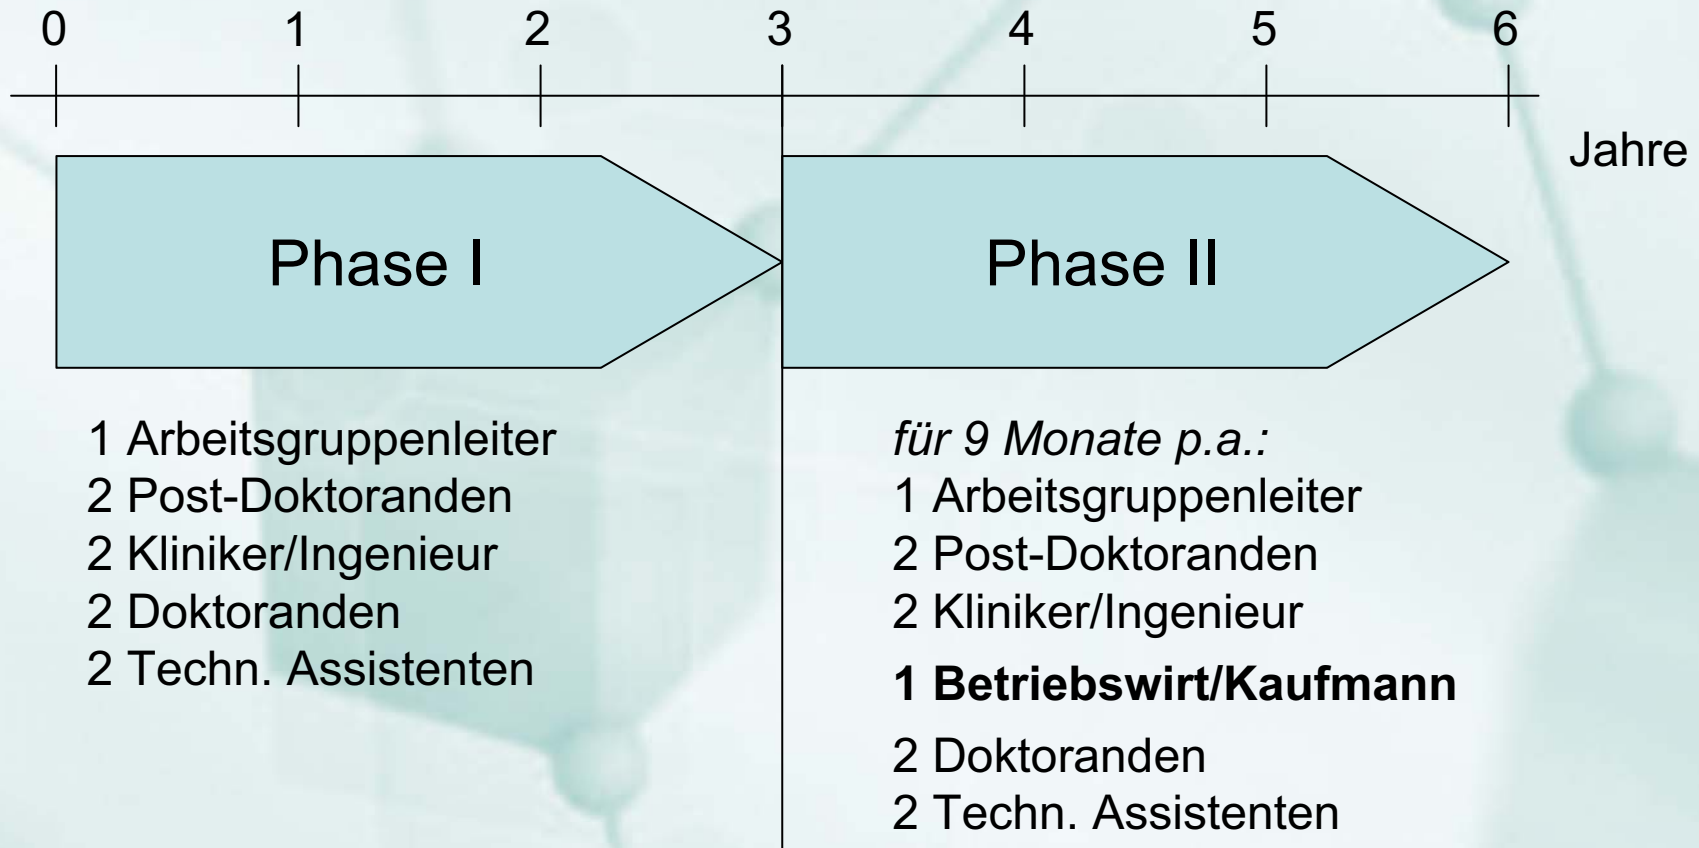 0 1 2 3 4 5 6
Jahre
Phase I
Phase II
1 Arbeitsgruppenleiter
2 Post-Doktoranden
2 Kliniker/Ingenieur
2 Doktoranden
2 Techn. Assistenten
für 9 Monate p.a.:
1 Arbeitsgruppenleiter
2 Post-Doktoranden
2 Kliniker/Ingenieur
1 Betriebswirt/Kaufmann
2 Doktoranden
2 Techn. Assistenten